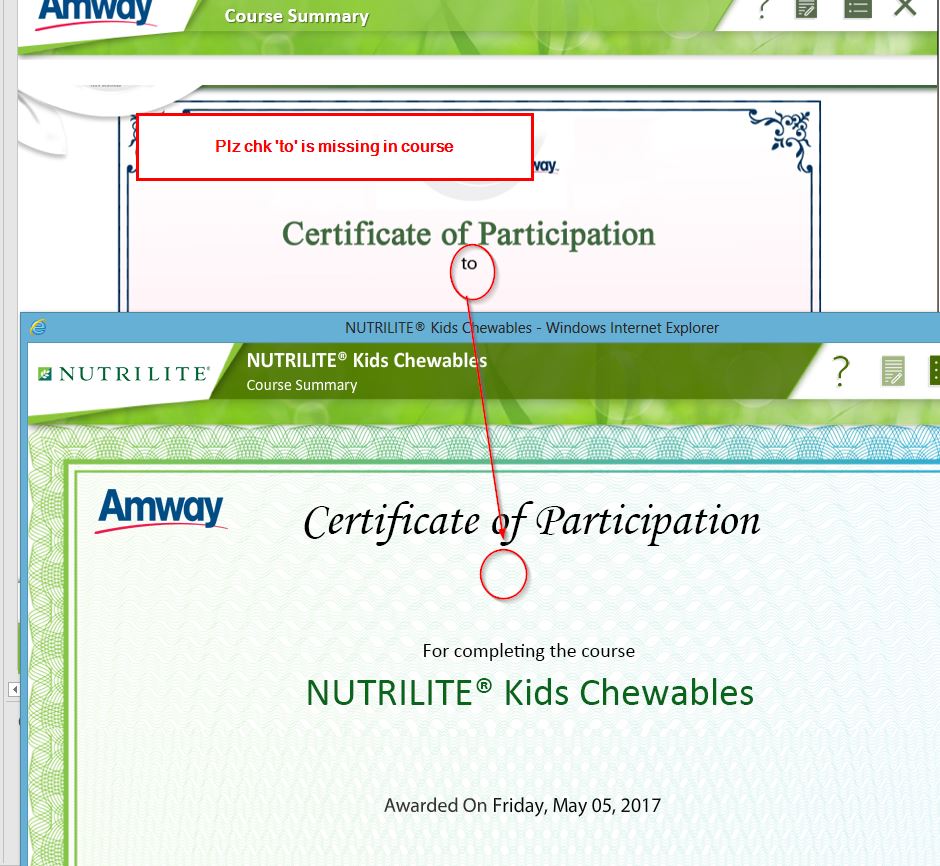 Amway
Course Summary
Plz chk 'to' is missing in course
way
Certificate of Participation
to
NUTRILITE® Kids Chewables - Windows Internet Explorer
NUTRILITE®
NUTRILITE® Kids Chewables
Course Summary
Amway
Certificate of Participation
For completing the course
NUTRILITE® Kids Chewables
Awarded On Friday, May 05, 2017